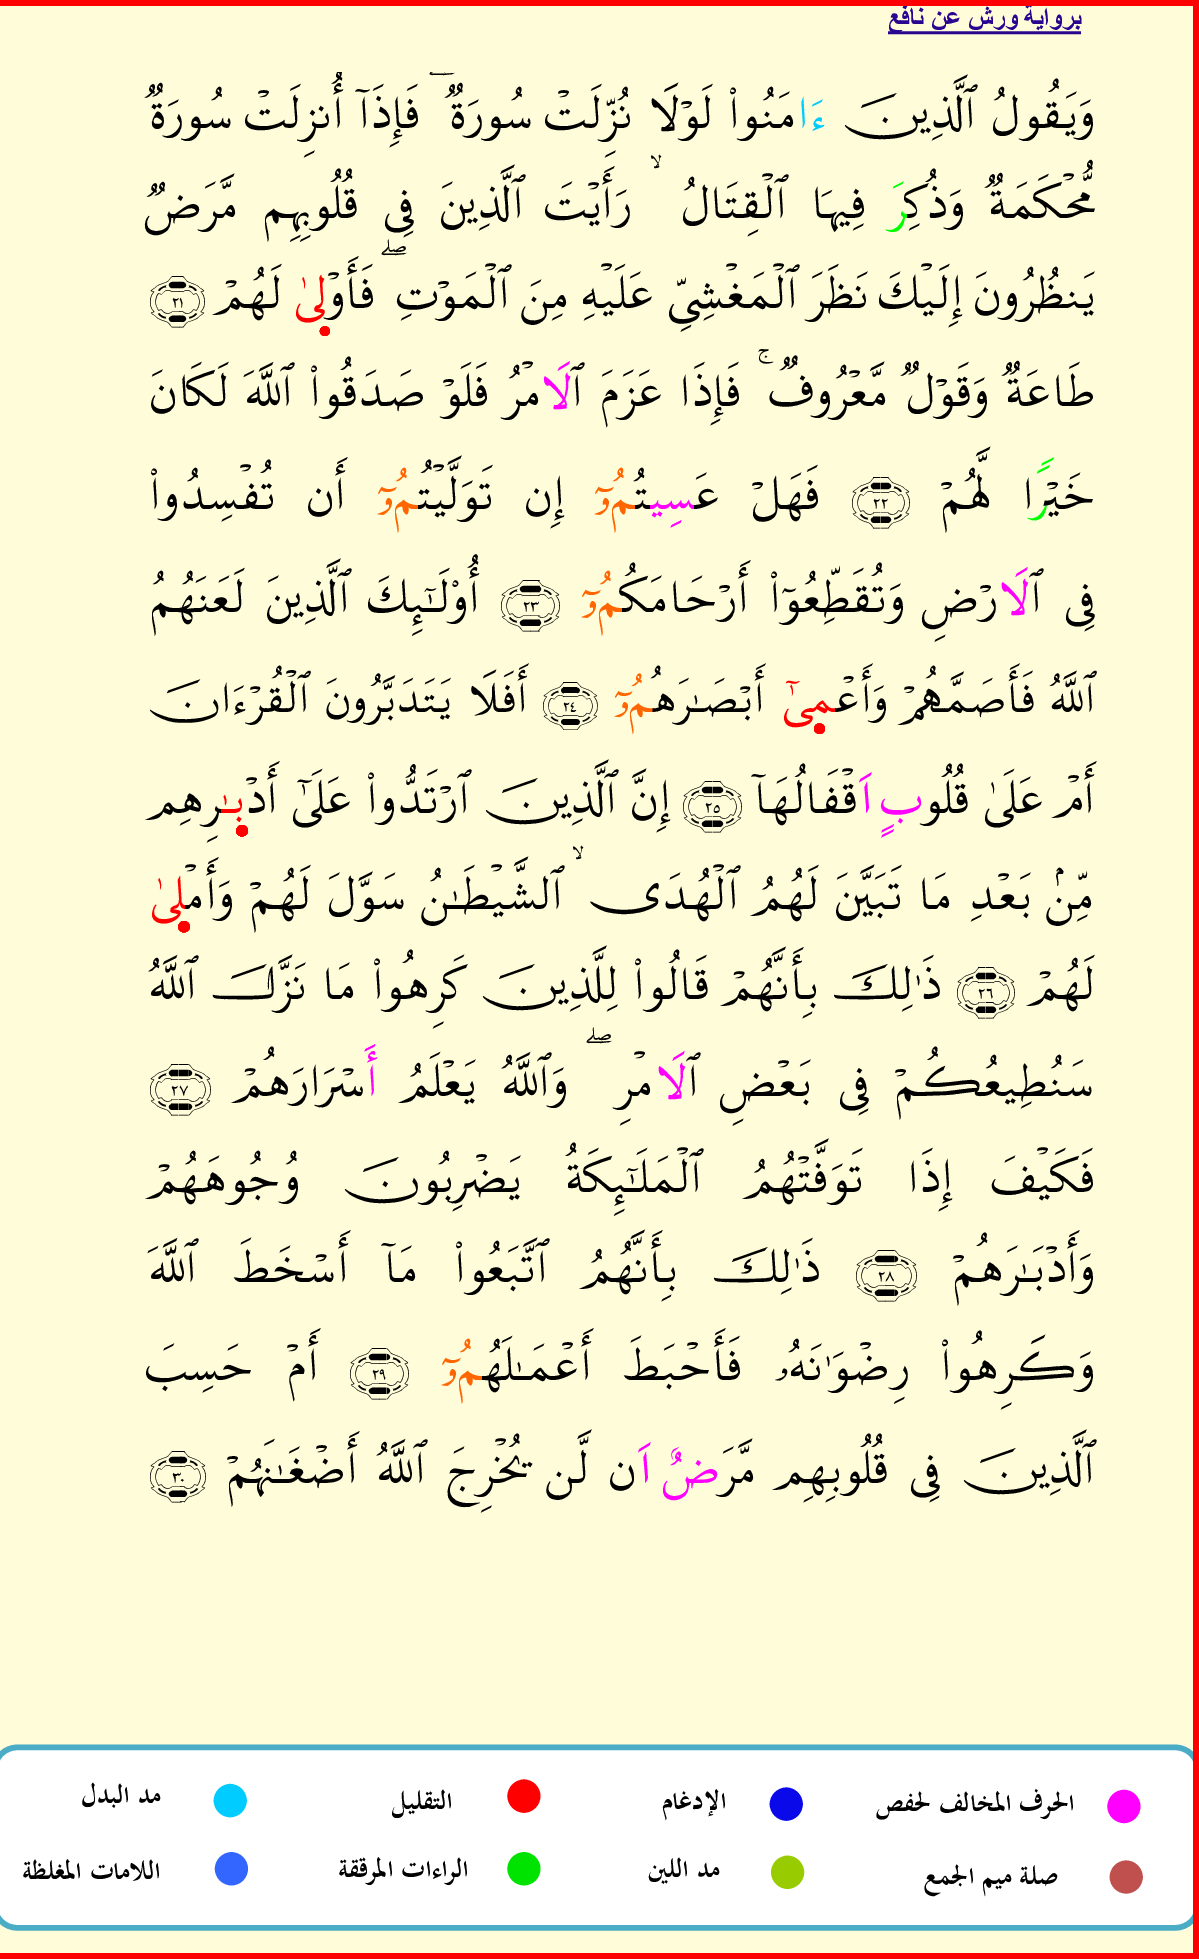 برواية ورش عن نافع
وَيَقُولُ ٱلَّذِينَ ءَامَنُواْ لَوْلَا نُزِّلَتْ سُورَةٌۖ فَإِذَآ أُنزِلَتْ سُورَةٌ
مُّحْكَمَةٌ وَذُكِرَ فِيهَا ٱلْقِتَالُ ۙ رَأَيْتَ ٱلَّذِينَ فِى قُلُوبِهِم مَّرَضٌ
يَنظُرُونَ إِلَيْكَ نَظَرَ ٱلْمَغْشِىِّ عَلَيْهِ مِنَ ٱلْمَوْتِ ۖ فَأَوْلىٰ لَهُمْ ٢١
طَاعَةٌ وَقَوْلٌ مَّعْرُوفٌ ۚ فَإِذَا عَزَمَ ٱلَامْرُ فَلَوْ صَدَقُواْ ٱللَّهَ لَكَانَ
خَيْرًا لَّهُمْ ٢٢ فَهَلْ عَسِيتُمُوٓ إِن تَوَلَّيْتُمُوٓ أَن تُفْسِدُواْ
فِى ٱلَارْضِ وَتُقَطِّعُوٓاْ أَرْحَامَكُمُوٓ ٢٣ أُوْلَٰٓئِكَ ٱلَّذِينَ لَعَنَهُمُ
ٱللَّهُ فَأَصَمَّهُمْ وَأَعْمىٰٓ أَبْصَٰرَهُمُوٓ ٢٤ أَفَلَا يَتَدَبَّرُونَ ٱلْقُرْءَانَ
أَمْ عَلَىٰ قُلُوبٍ اَقْفَالُهَآ ٢٥ إِنَّ ٱلَّذِينَ ٱرْتَدُّواْ عَلَىٰٓ أَدْبٰرِهِم
مِّنۢ بَعْدِ مَا تَبَيَّنَ لَهُمُ ٱلْهُدَى ۙ ٱلشَّيْطَٰنُ سَوَّلَ لَهُمْ وَأَمْلىٰ
لَهُمْ ٢٦ ذَٰلِكَ بِأَنَّهُمْ قَالُواْ لِلَّذِينَ كَرِهُواْ مَا نَزَّلَ ٱللَّهُ
سَنُطِيعُكُمْ فِى بَعْضِ ٱلَامْرِ ۖ وَٱللَّهُ يَعْلَمُ أَسْرَارَهُمْ ٢٧
فَكَيْفَ إِذَا تَوَفَّتْهُمُ ٱلْمَلَٰٓئِكَةُ يَضْرِبُونَ وُجُوهَهُمْ
وَأَدْبَٰرَهُمْ ٢٨ ذَٰلِكَ بِأَنَّهُمُ ٱتَّبَعُواْ مَآ أَسْخَطَ ٱللَّهَ
وَكَرِهُواْ رِضْوَٰنَهُۥ فَأَحْبَطَ أَعْمَٰلَهُمُوٓ ٢٩ أَمْ حَسِبَ
ٱلَّذِينَ فِى قُلُوبِهِم مَّرَضٌ اَن لَّن يُخْرِجَ ٱللَّهُ أَضْغَٰنَهُمْ ٣٠
الحرف المخالف لحفص الإدغام التقليل مد البدل
صلة ميم الجمع مد اللين الراءات المرققة اللامات المغلظة